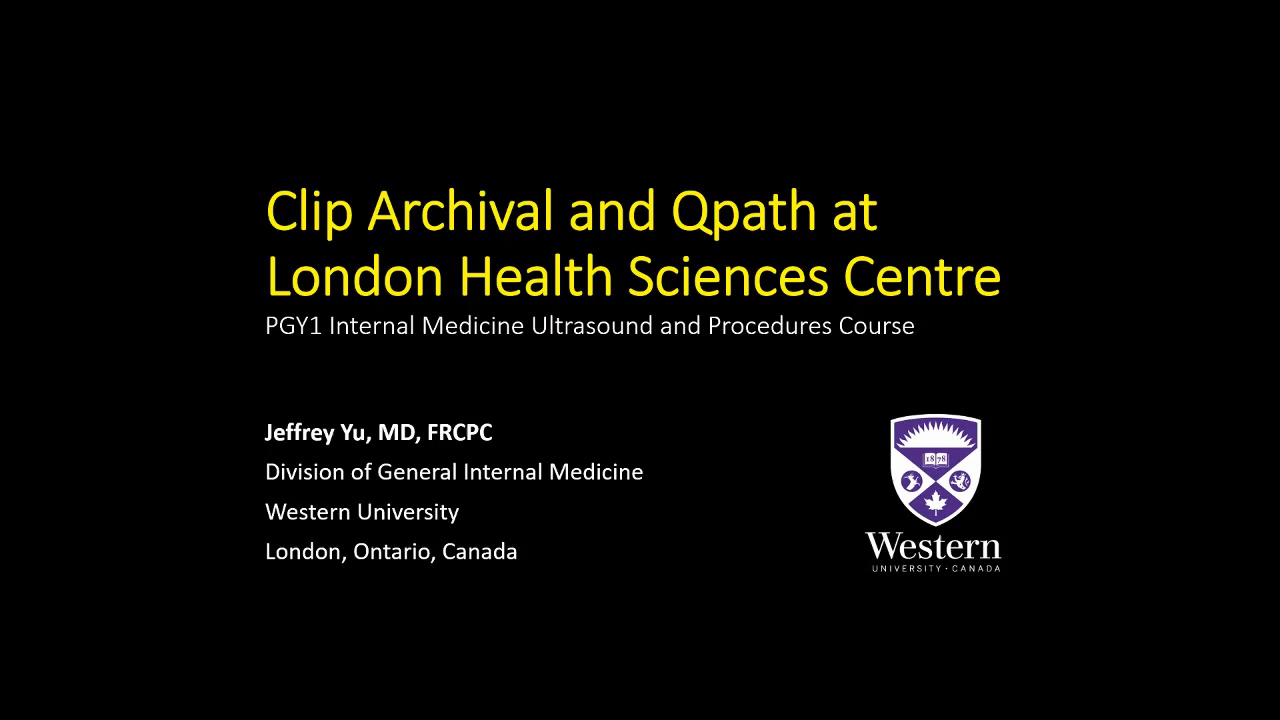 Clip Archival and Qpath at
London Health Sciences Centre
PGY1 Internal Medicine Ultrasound and Procedures Course
Jeffrey Yu, MD, FRCPC
Division of General Internal Medicine
Western University
London, Ontario, Canada
1878
Western
UNIVERSITY · CANADA